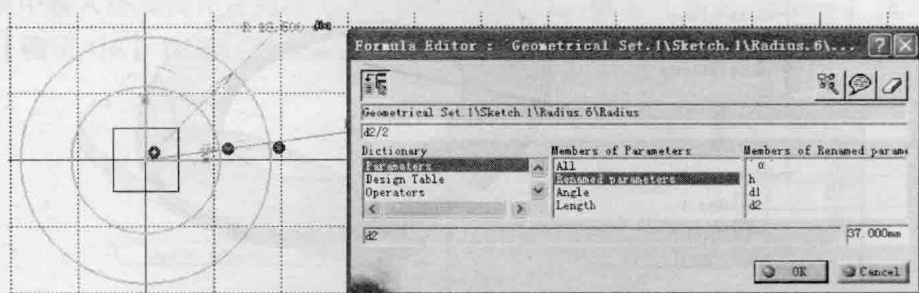 R 18.500
Formula Editor : `Geometrical Set.1\Sketch.1\Radius.6\...
Geometrical Set.1\Sketch.1\Radius.6\Radius
d2/2
Dictionary
Parameters
Design Table
Operators
Members of Parameters
All
Renamed parameters
Angle
Length
Members of Renamed parame
`α`
h
d1
d2
d2
37.000mm
OK
Cancel